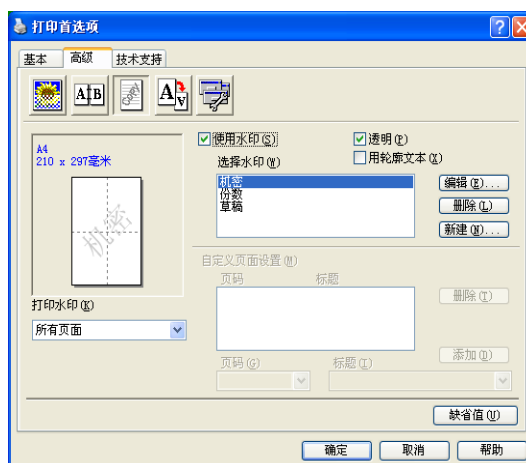 打印首选项
基本 高级 技术支持
A B
A A
A4
210 x 297毫米
机密
打印水印(K)
所有页面
使用水印(S)
透明(P)
用轮廓文本(X)
选择水印(W)
机密
份数
草稿
编辑(E)...
删除(L)
新建(N)...
自定义页面设置(M)
页码 标题
删除(T)
页码(G) 标题(I)
添加(D)
缺省值(U)
确定 取消 帮助